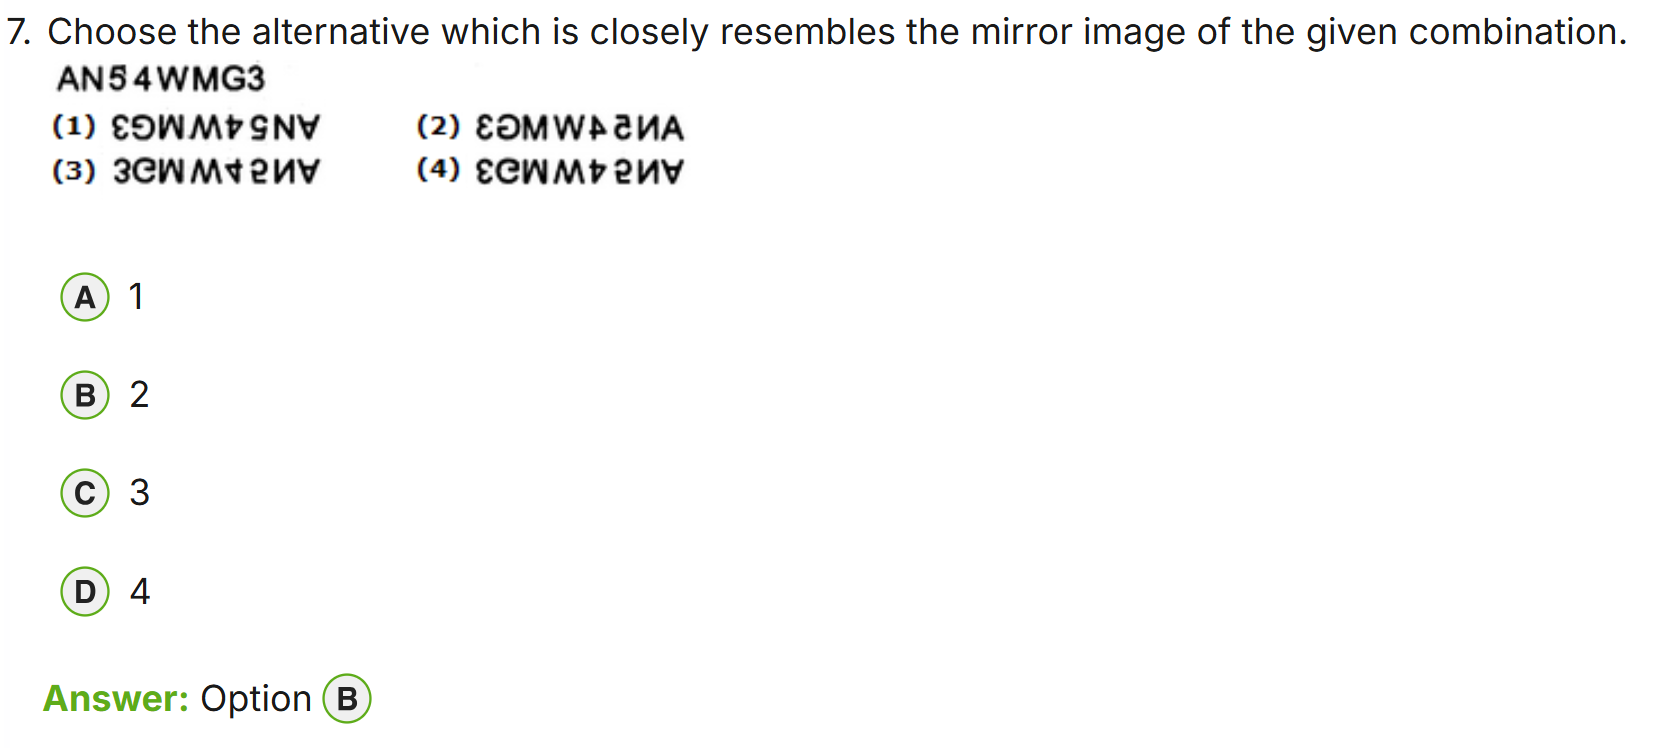 7. Choose the alternative which is closely resembles the mirror image of the given combination.
AN54WMG3
(1) (2)
(3) (4)
A 1
B 2
C 3
D 4
Answer: Option B